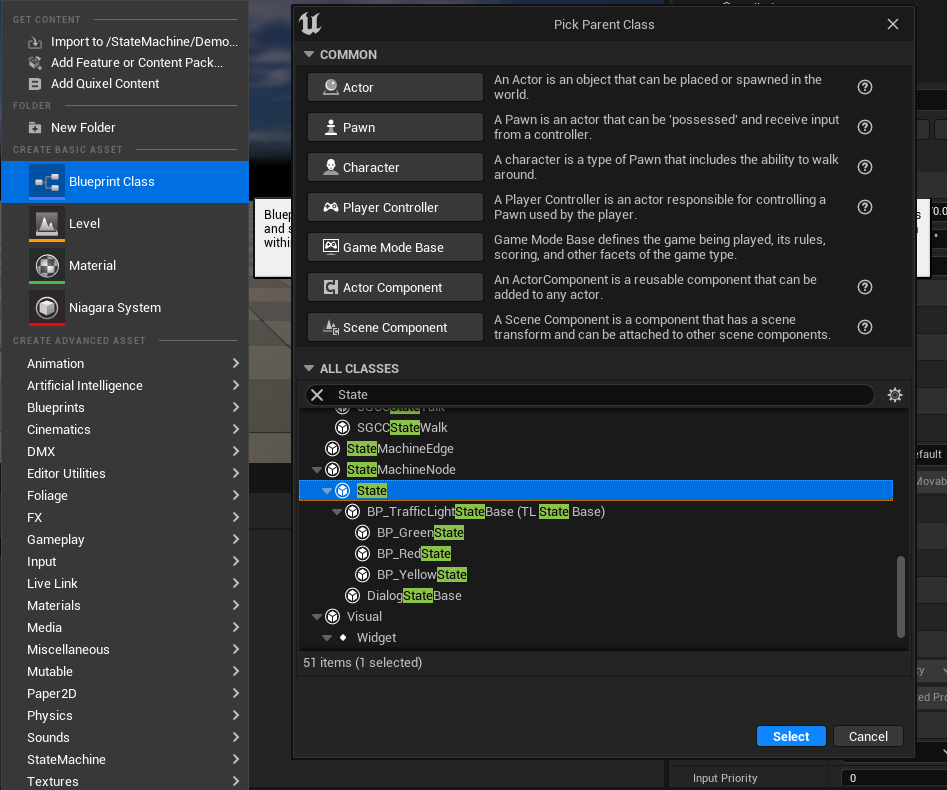 GET CONTENT
Import to /StateMachine/Demo...
Add Feature or Content Pack...
Add Quixel Content
FOLDER
New Folder
CREATE BASIC ASSET
Blueprint Class
Level
Material
Niagara System
CREATE ADVANCED ASSET
Animation
Artificial Intelligence
Blueprints
Cinematics
DMX
Editor Utilities
Foliage
FX
Gameplay
Input
Live Link
Materials
Media
Miscellaneous
Mutable
Paper2D
Physics
Sounds
StateMachine
Textures
Bluep
and s
within
Pick Parent Class
COMMON
Actor
An Actor is an object that can be placed or spawned in the
world.
Pawn
A Pawn is an actor that can be 'possessed' and receive input
from a controller.
Character
A character is a type of Pawn that includes the ability to walk
around.
Player Controller
A Player Controller is an actor responsible for controlling a
Pawn used by the player.
Game Mode Base
Game Mode Base defines the game being played, its rules,
scoring, and other facets of the game type.
Actor Component
An ActorComponent is a reusable component that can be
added to any actor.
Scene Component
A Scene Component is a component that has a scene
transform and can be attached to other scene components.
ALL CLASSES
State
SGCCStateWalk
StateMachineEdge
StateMachineNode
State
BP_TrafficLightStateBase (TL State Base)
BP_GreenState
BP_RedState
BP_YellowState
DialogStateBase
Visual
Widget
51 items (1 selected)
Select
Cancel
efault
Movab
ty
ed Pro
Input Priority
0